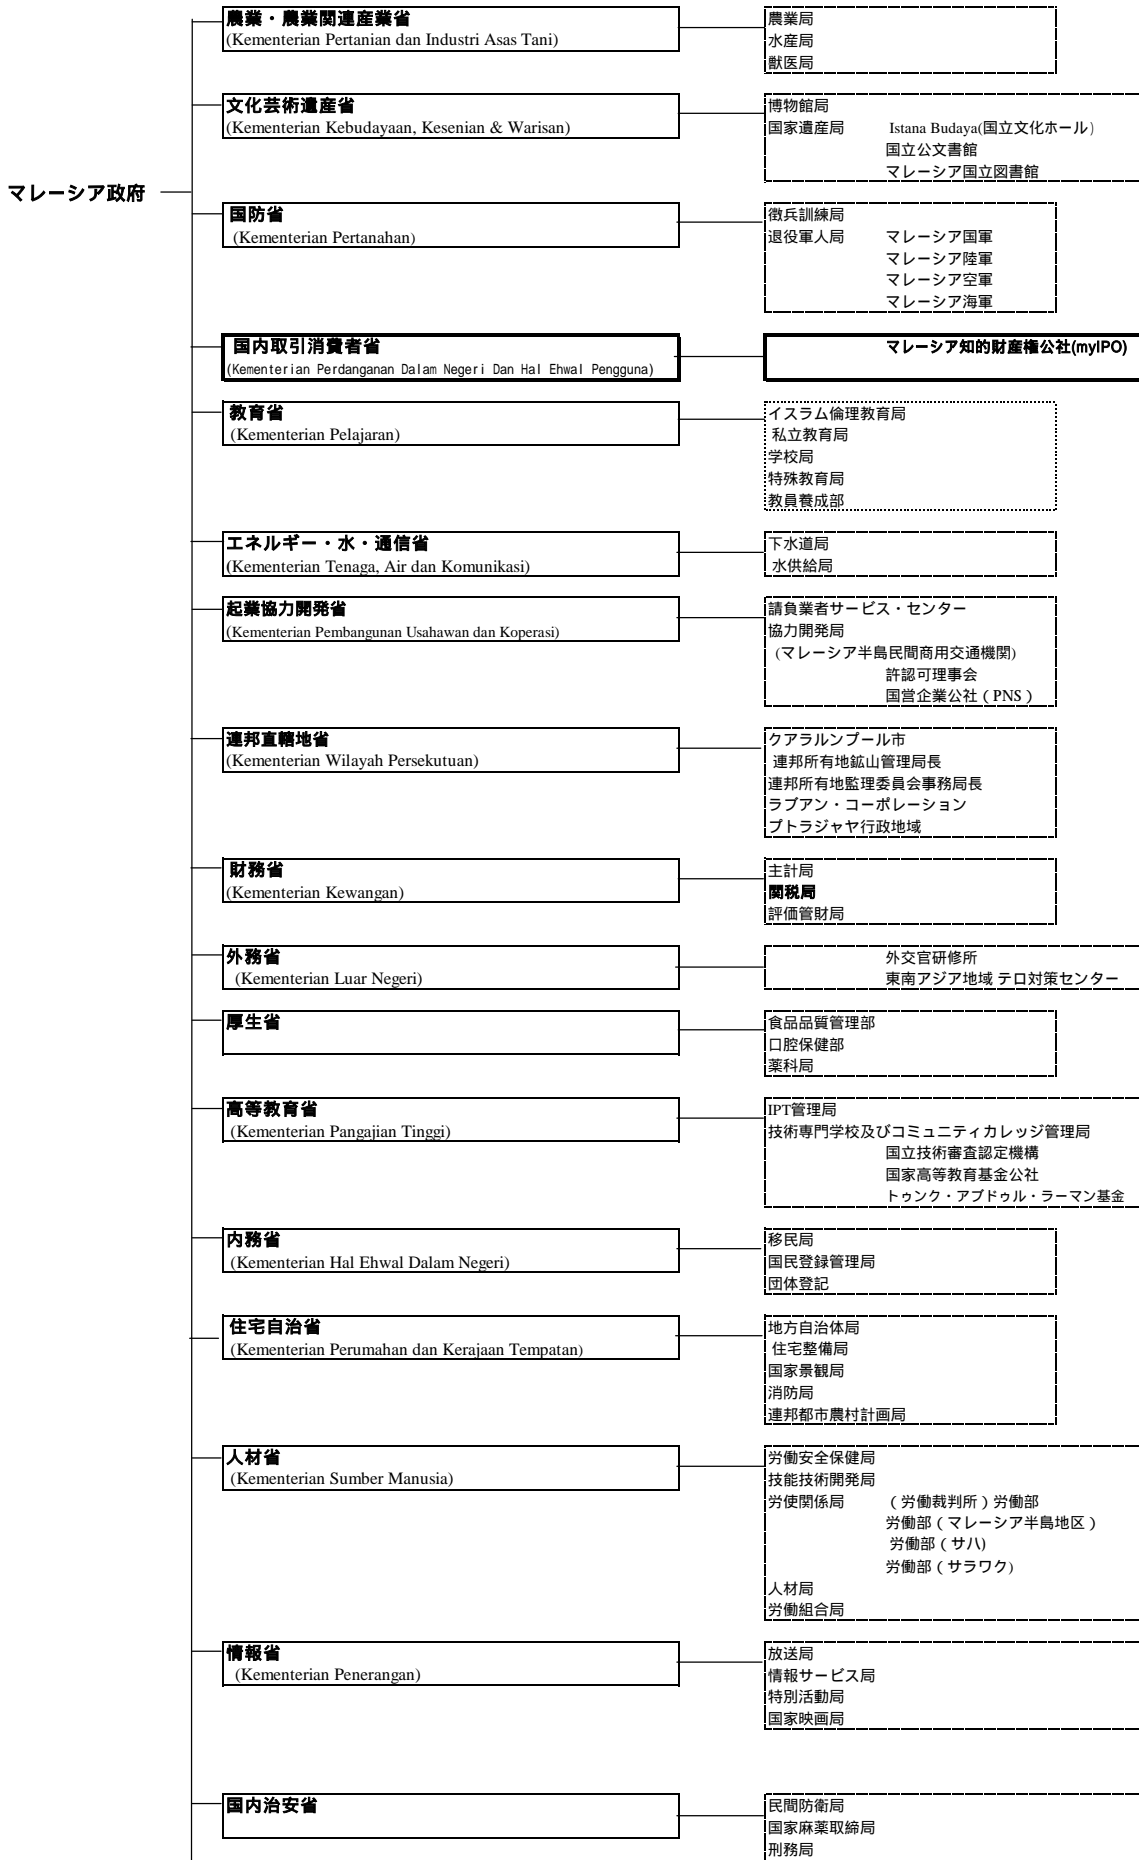 マレーシア政府
農業・農業関連産業省
(Kementerian Pertanian dan Industri Asas Tani)
農業局
水産局
獣医局
文化芸術遺産省
(Kementerian Kebudayaan, Kesenian & Warisan)
博物館局
国家遺産局 Istana Budaya(国立文化ホール)
国立公文書館
マレーシア国立図書館
国防省
(Kementerian Pertanahan)
徴兵訓練局
退役軍人局 マレーシア国軍
マレーシア陸軍
マレーシア空軍
マレーシア海軍
国内取引消費者省
(Kementerian Perdanganan Dalam Negeri Dan Hal Ehwal Pengguna)
マレーシア知的財産権公社(myIPO)
教育省
(Kementerian Pelajaran)
イスラム倫理教育局
私立教育局
学校局
特殊教育局
教員養成部
エネルギー・水・通信省
(Kementerian Tenaga, Air dan Komunikasi)
下水道局
水供給局
起業協力開発省
(Kementerian Pembangunan Usahawan dan Koperasi)
請負業者サービス・センター
協力開発局
(マレーシア半島民間商用交通機関)
許認可理事会
国営企業公社(PNS)
連邦直轄地省
(Kementerian Wilayah Persekutuan)
クアラルンプール市
連邦所有地鉱山管理局長
連邦所有地監理委員会事務局長
ラブアン・コーポレーション
プトラジャヤ行政地域
財務省
(Kementerian Kewangan)
主計局
関税局
評価管財局
外務省
(Kementerian Luar Negeri)
外交官研修所
東南アジア地域 テロ対策センター
厚生省
食品品質管理部
口腔保健部
薬科局
高等教育省
(Kementerian Pangajian Tinggi)
IPT管理局
技術専門学校及びコミュニティカレッジ管理局
国立技術審査認定機構
国家高等教育基金公社
トゥンク・アブドゥル・ラーマン基金
内務省
(Kementerian Hal Ehwal Dalam Negeri)
移民局
国民登録管理局
団体登記
住宅自治省
(Kementerian Perumahan dan Kerajaan Tempatan)
地方自治体局
住宅整備局
国家景観局
消防局
連邦都市農村計画局
人材省
(Kementerian Sumber Manusia)
労働安全保健局
技能技術開発局
労使関係局 (労働裁判所)労働部
労働部(マレーシア半島地区)
労働部(サハ)
労働部(サラワク)
人材局
労働組合局
情報省
(Kementerian Penerangan)
放送局
情報サービス局
特別活動局
国家映画局
国内治安省
民間防衛局
国家麻薬取締局
刑務局